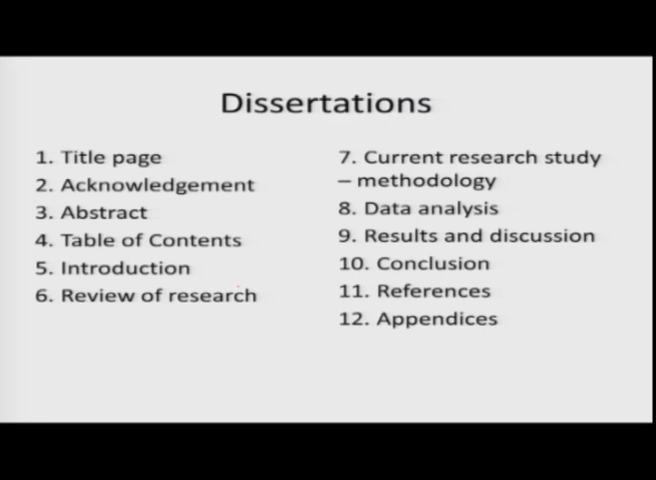 Dissertations
1. Title page
2. Acknowledgement
3. Abstract
4. Table of Contents
5. Introduction
6. Review of research
7. Current research study
– methodology
8. Data analysis
9. Results and discussion
10. Conclusion
11. References
12. Appendices